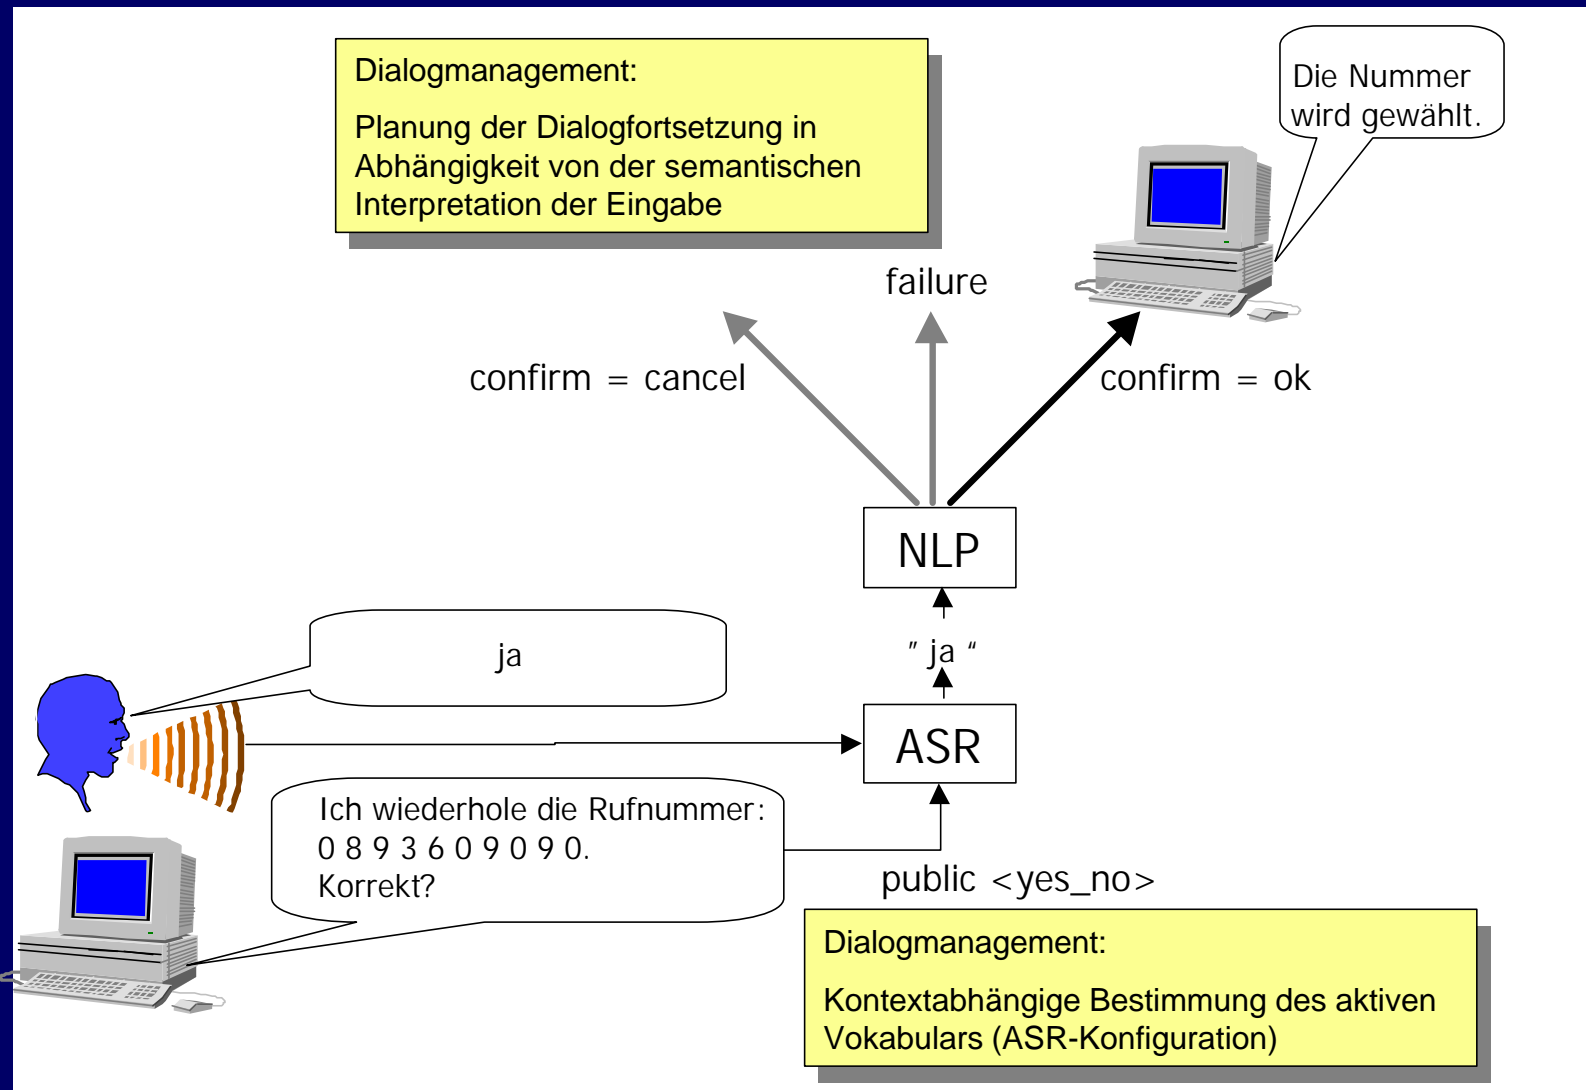 Dialogmanagement:
Planung der Dialogfortsetzung in
Abhängigkeit von der semantischen
Interpretation der Eingabe
Die Nummer
wird gewählt.
failure
confirm = cancel
confirm = ok
NLP
" ja “
ja
ASR
Ich wiederhole die Rufnummer:
0 8 9 3 6 0 9 0 9 0.
Korrekt?
public <yes_no>
Dialogmanagement:
Kontextabhängige Bestimmung des aktiven
Vokabulars (ASR-Konfiguration)